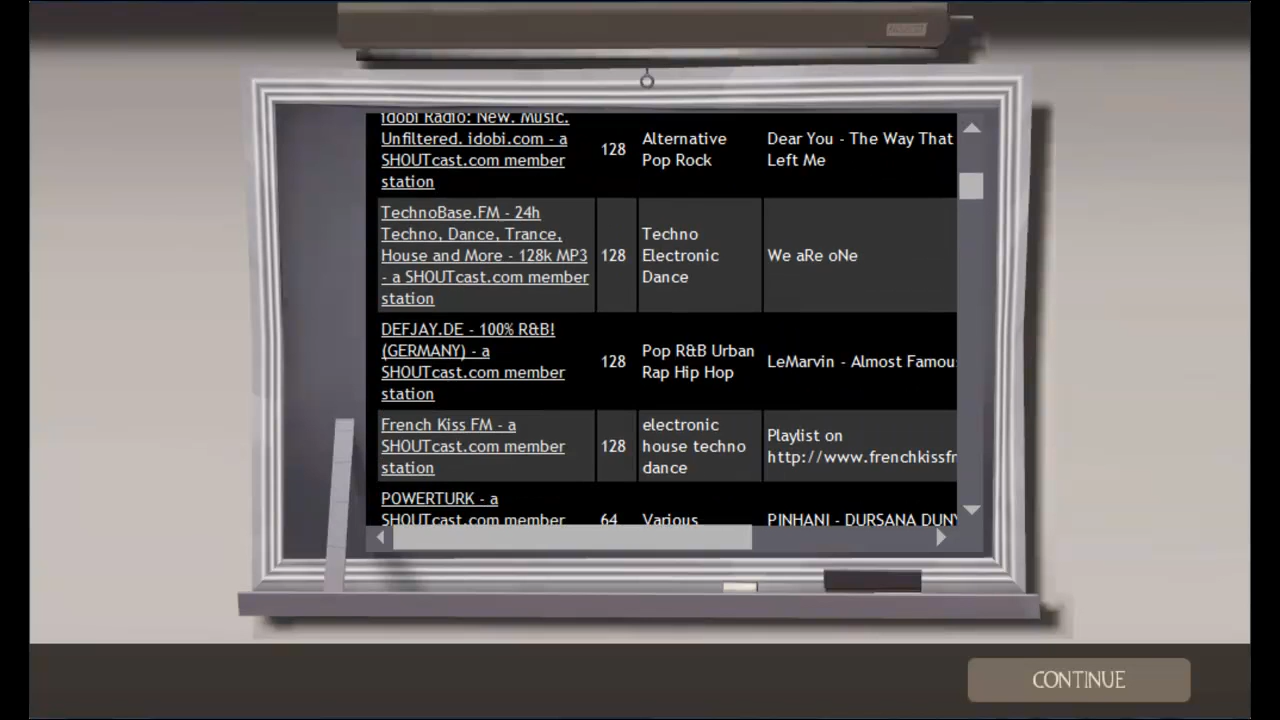 idobi Radio: New. Music.
Unfiltered. idobi.com - a
SHOUTcast.com member
station
128
Alternative
Pop Rock
Dear You - The Way That
Left Me
TechnoBase.FM - 24h
Techno, Dance, Trance,
House and More - 128k MP3
- a SHOUTcast.com member
station
128
Techno
Electronic
Dance
We aRe oNe
DEFJAY.DE - 100% R&B!
(GERMANY) - a
SHOUTcast.com member
station
128
Pop R&B Urban
Rap Hip Hop
LeMarvin - Almost Famou
French Kiss FM - a
SHOUTcast.com member
station
128
electronic
house techno
dance
Playlist on
http://www.frenchkissfr
POWERTURK - a
SHOUTcast.com member
64
Various
PINHANI - DURSANA DUNY
CONTINUE